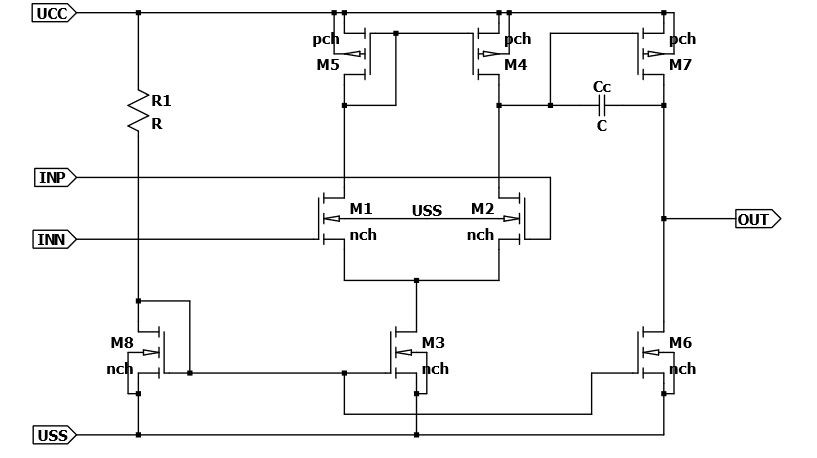 UCC
pch
M5
pch
M4
pch
M7
R1
R
Cc
C
INP
M1
USS
M2
INN
nch
nch
OUT
M8
nch
M3
nch
M6
nch
USS